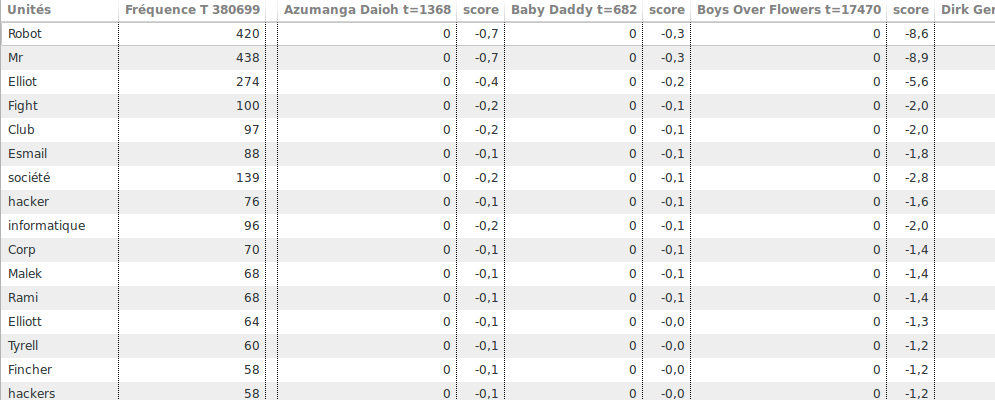 Unités Fréquence T 380699 Azumanga Daioh t=1368 score Baby Daddy t=682 score Boys Over Flowers t=17470 score Dirk Ger
Robot 420 0 -0,7 0 -0,3 0 -8,6
Mr 438 0 -0,7 0 -0,3 0 -8,9
Elliot 274 0 -0,4 0 -0,2 0 -5,6
Fight 100 0 -0,2 0 -0,1 0 -2,0
Club 97 0 -0,2 0 -0,1 0 -2,0
Esmail 88 0 -0,1 0 -0,1 0 -1,8
société 139 0 -0,2 0 -0,1 0 -2,8
hacker 76 0 -0,1 0 -0,1 0 -1,6
informatique 96 0 -0,2 0 -0,1 0 -2,0
Corp 70 0 -0,1 0 -0,1 0 -1,4
Malek 68 0 -0,1 0 -0,1 0 -1,4
Rami 68 0 -0,1 0 -0,1 0 -1,4
Elliott 64 0 -0,1 0 -0,0 0 -1,3
Tyrell 60 0 -0,1 0 -0,0 0 -1,2
Fincher 58 0 -0,1 0 -0,0 0 -1,2
hackers 58 0 -0,1 0 -0,0 0 -1,2